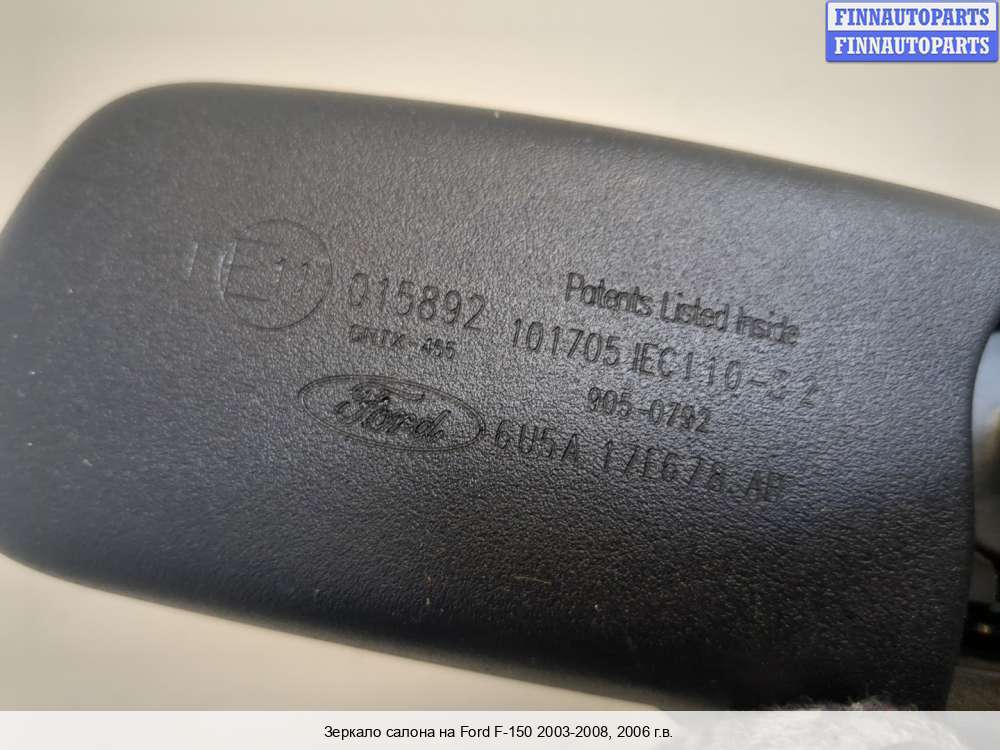 FINNAUTOPARTS
FINNAUTOPARTS
Patents Listed Inside
II E11 015892 101705 IEC110-32
GNTX-455
905-0792
Ford 6U5A 17E678 AB
Зеркало салона на Ford F-150 2003-2008, 2006 г.в.